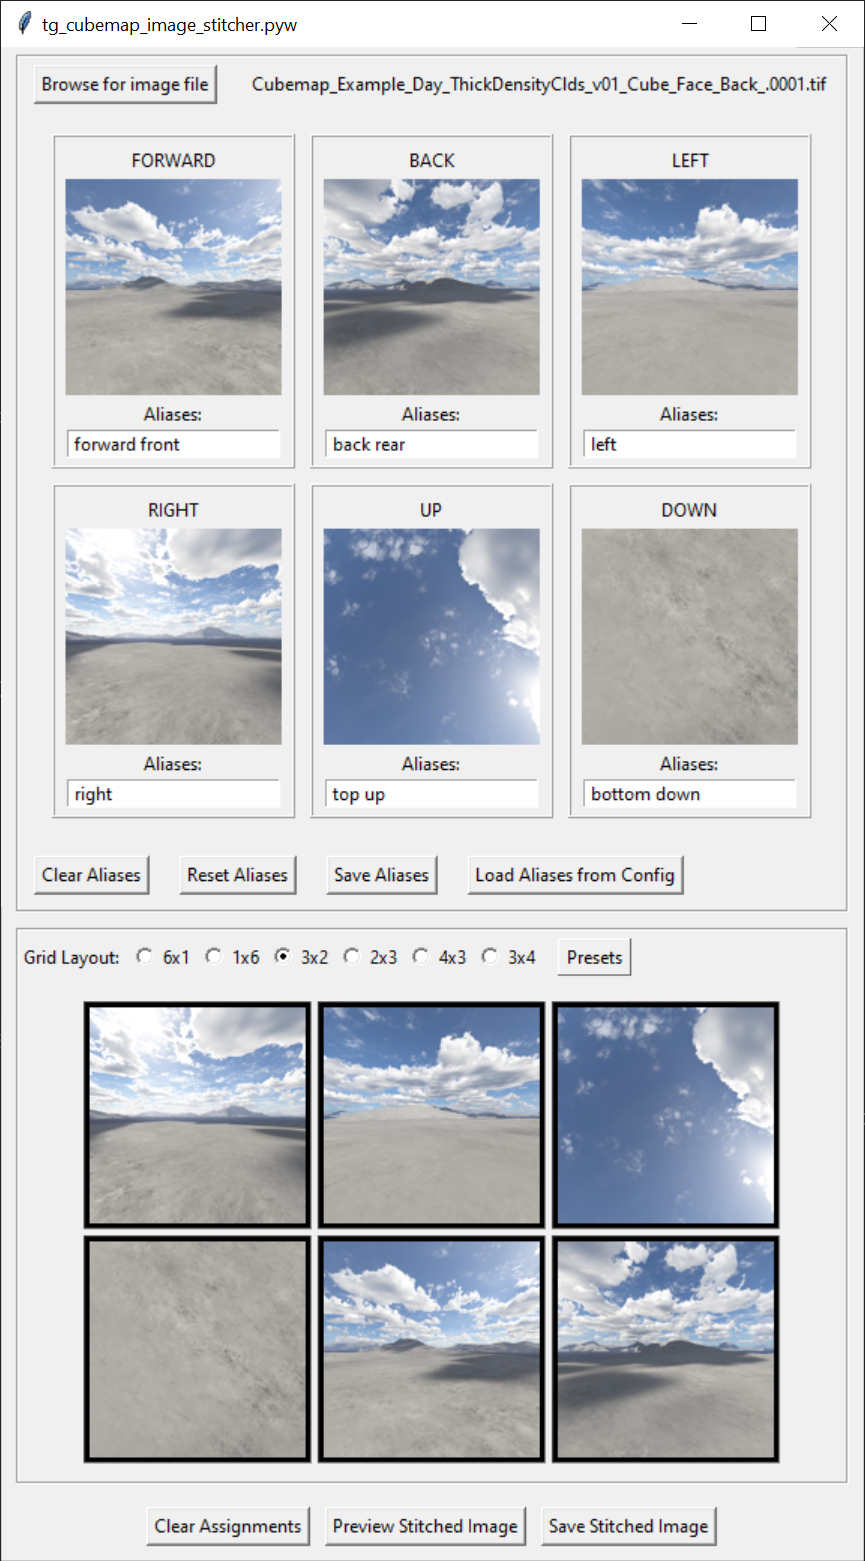 tg_cubemap_image_stitcher.pyw
Browse for image file Cubemap_Example_Day_ThickDensityClds_v01_Cube_Face_Back_.0001.tif
FORWARD BACK LEFT
Aliases: Aliases: Aliases:
forward front back rear left
RIGHT UP DOWN
Aliases: Aliases: Aliases:
right top up bottom down
Clear Aliases Reset Aliases Save Aliases Load Aliases from Config
Grid Layout: 6x1 1x6 3x2 2x3 4x3 3x4 Presets
Clear Assignments Preview Stitched Image Save Stitched Image